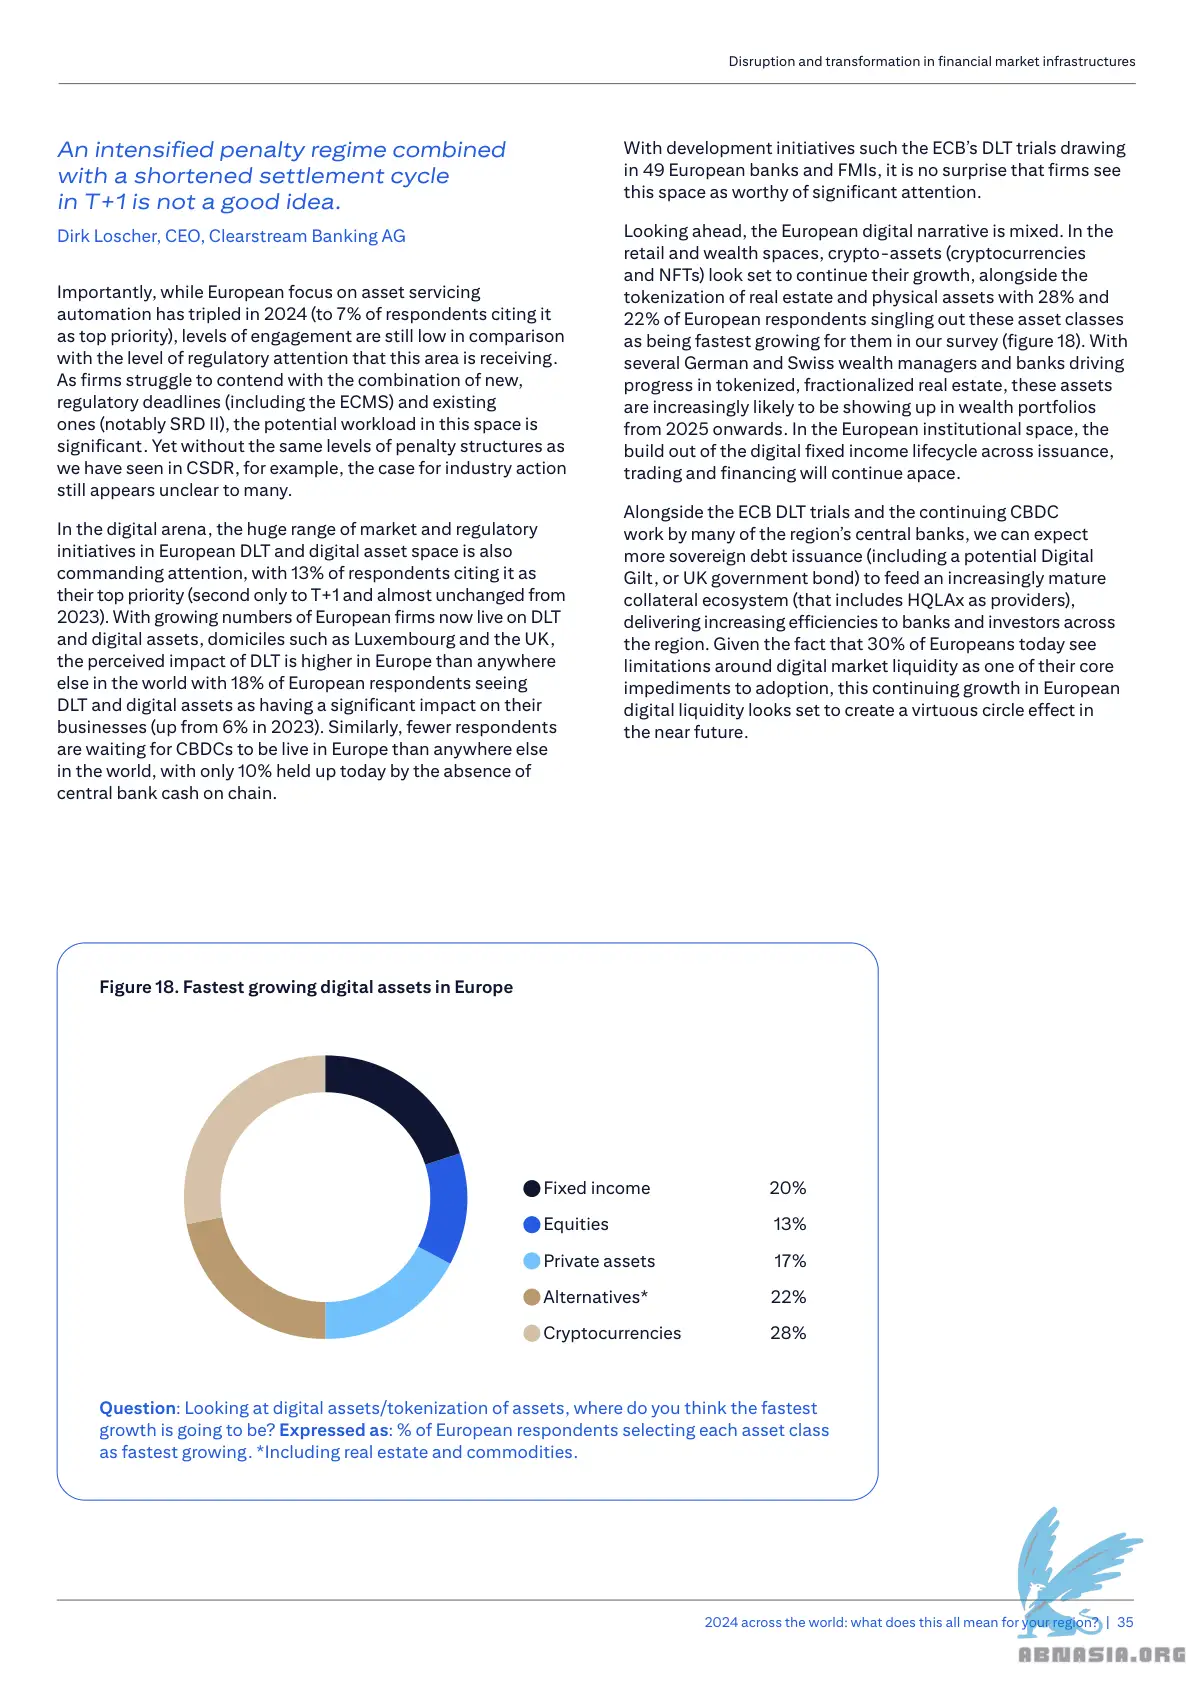 Disruption and transformation in financial market infrastructures
An intensified penalty regime combined
with a shortened settlement cycle
in T+1 is not a good idea.
Dirk Loscher, CEO, Clearstream Banking AG
Importantly, while European focus on asset servicing
automation has tripled in 2024 (to 7% of respondents citing it
as top priority), levels of engagement are still low in comparison
with the level of regulatory attention that this area is receiving.
As firms struggle to contend with the combination of new,
regulatory deadlines (including the ECMS) and existing
ones (notably SRD II), the potential workload in this space is
significant. Yet without the same levels of penalty structures as
we have seen in CSDR, for example, the case for industry action
still appears unclear to many.
In the digital arena, the huge range of market and regulatory
initiatives in European DLT and digital asset space is also
commanding attention, with 13% of respondents citing it as
their top priority (second only to T+1 and almost unchanged from
2023). With growing numbers of European firms now live on DLT
and digital assets, domiciles such as Luxembourg and the UK,
the perceived impact of DLT is higher in Europe than anywhere
else in the world with 18% of European respondents seeing
DLT and digital assets as having a significant impact on their
businesses (up from 6% in 2023). Similarly, fewer respondents
are waiting for CBDCs to be live in Europe than anywhere else
in the world, with only 10% held up today by the absence of
central bank cash on chain.
With development initiatives such the ECB's DLT trials drawing
in 49 European banks and FMIs, it is no surprise that firms see
this space as worthy of significant attention.
Looking ahead, the European digital narrative is mixed. In the
retail and wealth spaces, crypto-assets (cryptocurrencies
and NFTs) look set to continue their growth, alongside the
tokenization of real estate and physical assets with 28% and
22% of European respondents singling out these asset classes
as being fastest growing for them in our survey (figure 18). With
several German and Swiss wealth managers and banks driving
progress in tokenized, fractionalized real estate, these assets
are increasingly likely to be showing up in wealth portfolios
from 2025 onwards. In the European institutional space, the
build out of the digital fixed income lifecycle across issuance,
trading and financing will continue apace.
Alongside the ECB DLT trials and the continuing CBDC
work by many of the region's central banks, we can expect
more sovereign debt issuance (including a potential Digital
Gilt, or UK government bond) to feed an increasingly mature
collateral ecosystem (that includes HQLAx as providers),
delivering increasing efficiencies to banks and investors across
the region. Given the fact that 30% of Europeans today see
limitations around digital market liquidity as one of their core
impediments to adoption, this continuing growth in European
digital liquidity looks set to create a virtuous circle effect in
the near future.
Figure 18. Fastest growing digital assets in Europe
Fixed income 20%
Equities 13%
Private assets 17%
Alternatives* 22%
Cryptocurrencies 28%
Question: Looking at digital assets/tokenization of assets, where do you think the fastest
growth is going to be? Expressed as: % of European respondents selecting each asset class
as fastest growing. *Including real estate and commodities.
2024 across the world: what does this all mean for your region? | 35
ABNASIA.ORG